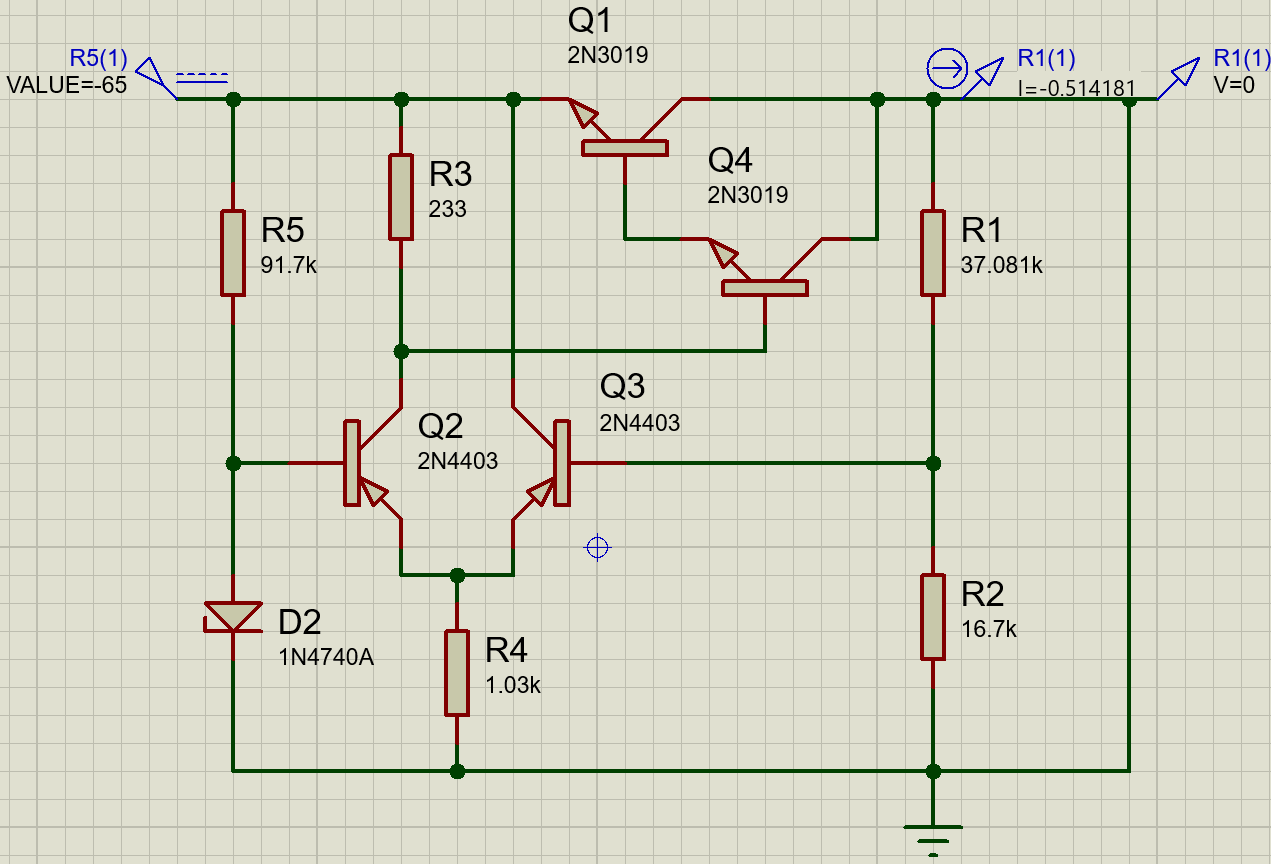 Q1
2N3019
R5(1)
VALUE=-65
R1(1)
I=-0.514181
R1(1)
V=0
R3
233
Q4
2N3019
R5
91.7k
R1
37.081k
Q3
2N4403
Q2
2N4403
D2
1N4740A
R4
1.03k
R2
16.7k